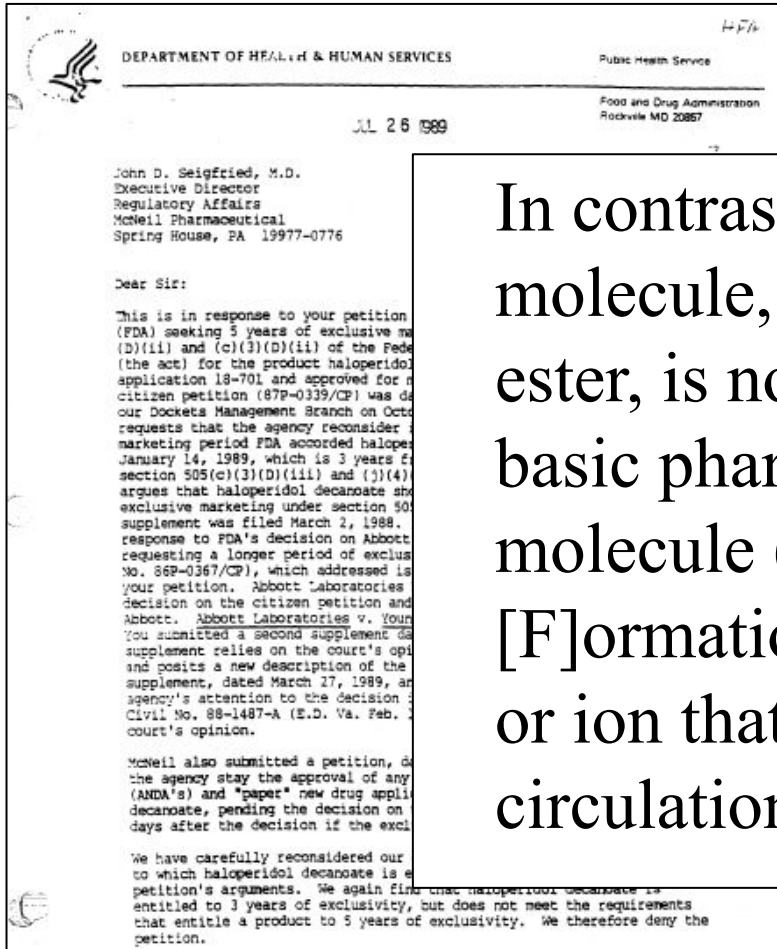 HFA
DEPARTMENT OF HEALTH & HUMAN SERVICES
Public Health Service
Food and Drug Administration
Rockville MD 20857
JUL 26 1989
John D. Seigfried, M.D.
Executive Director
Regulatory Affairs
McNeil Pharmaceutical
Spring House, PA 19977-0776
Dear Sir:
This is in response to your petition
(FDA) seeking 5 years of exclusive ma
(D)(ii) and (c)(3)(D)(ii) of the Fede
(the act) for the product haloperidol
application 18-701 and approved for m
citizen petition (87P-0339/CP) was da
our Dockets Management Branch on Octo
requests that the agency reconsider
marketing period FDA accorded halope
January 14, 1989, which is 3 years f
section 505(c)(3)(D)(iii) and (j)(4)(
argues that haloperidol decanoate sho
exclusive marketing under section 50
supplement was filed March 2, 1988.
response to FDA's decision on Abbott
requesting a longer period of exclus
No. 86P-0367/CP), which addressed is
your petition. Abbott Laboratories
decision on the citizen petition and
Abbott. Abbott Laboratories v. Youn
You submitted a second supplement da
supplement relies on the court's opi
and posits a new description of the
supplement, dated March 27, 1989, an
agency's attention to the decision
Civil No. 88-1487-A (E.D. Va. Feb.
court's opinion.
McNeil also submitted a petition, da
the agency stay the approval of any
(ANDA's) and "paper" new drug appli
decanoate, pending the decision on
days after the decision if the excl
We have carefully reconsidered our
to which haloperidol decanoate is e
petition's arguments. We again find that haloperidol decanoate is
entitled to 3 years of exclusivity, but does not meet the requirements
that entitle a product to 5 years of exclusivity. We therefore deny the
petition.
In contras
molecule,
ester, is no
basic phar
molecule
[F]ormatio
or ion that
circulation